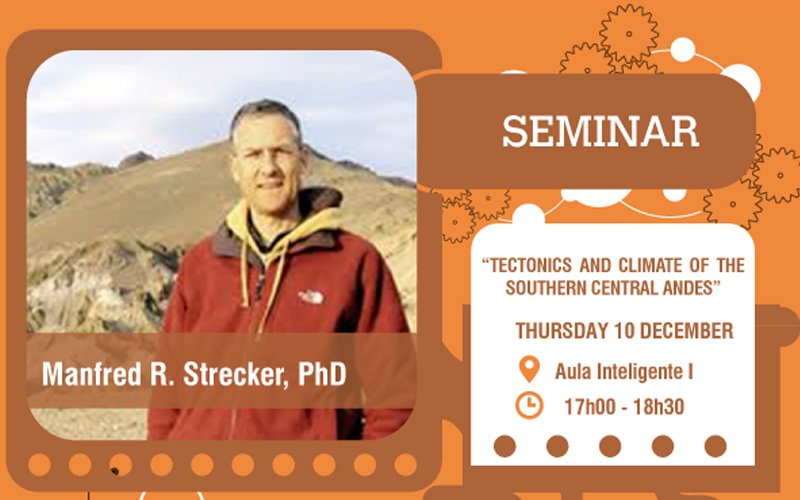 SEMINAR
Manfred R. Strecker, PhD
“TECTONICS AND CLIMATE OF THE
SOUTHERN CENTRAL ANDES”
THURSDAY 10 DECEMBER
Aula Inteligente I
17h00 - 18h30